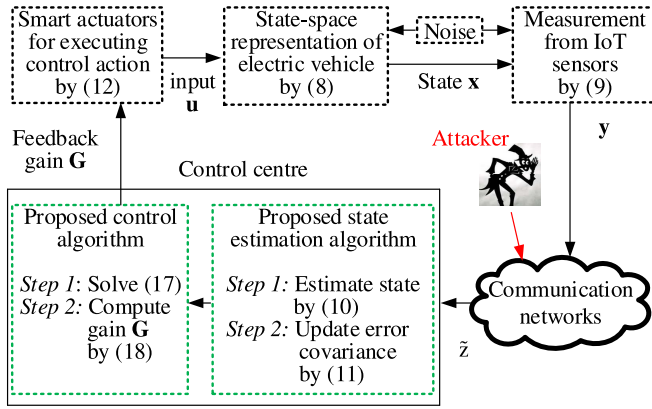 Smart actuators
for executing
control action
by (12)
input
u
State-space
representation of
electric vehicle
by (8)
Noise
State x
Measurement
from IoT
sensors
by (9)
y
Feedback
gain G
Control centre
Attacker
Proposed control
algorithm
Step 1: Solve (17)
Step 2: Compute
gain G
by (18)
Proposed state
estimation algorithm
Step 1: Estimate state
by (10)
Step 2: Update error
covariance
by (11)
Communication
networks
z̃